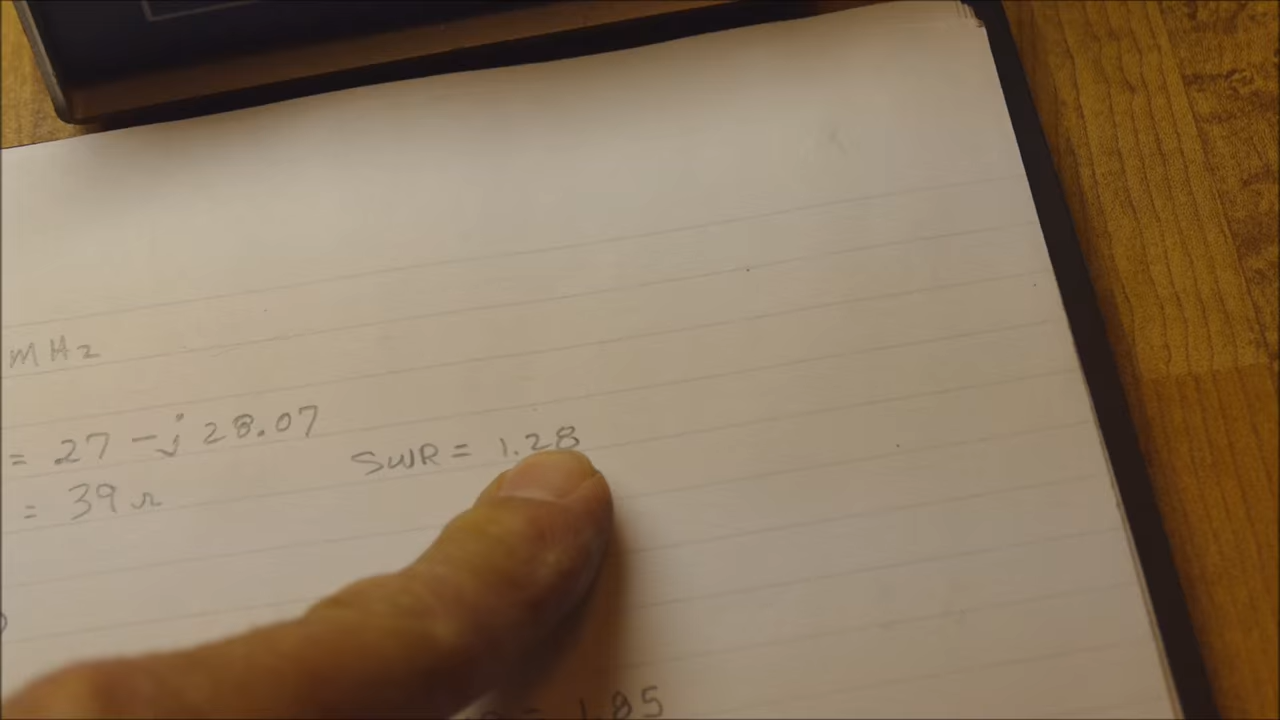 MHz
= 27 - j 28.07
SWR = 1.28
= 39 Ω
= 1.85